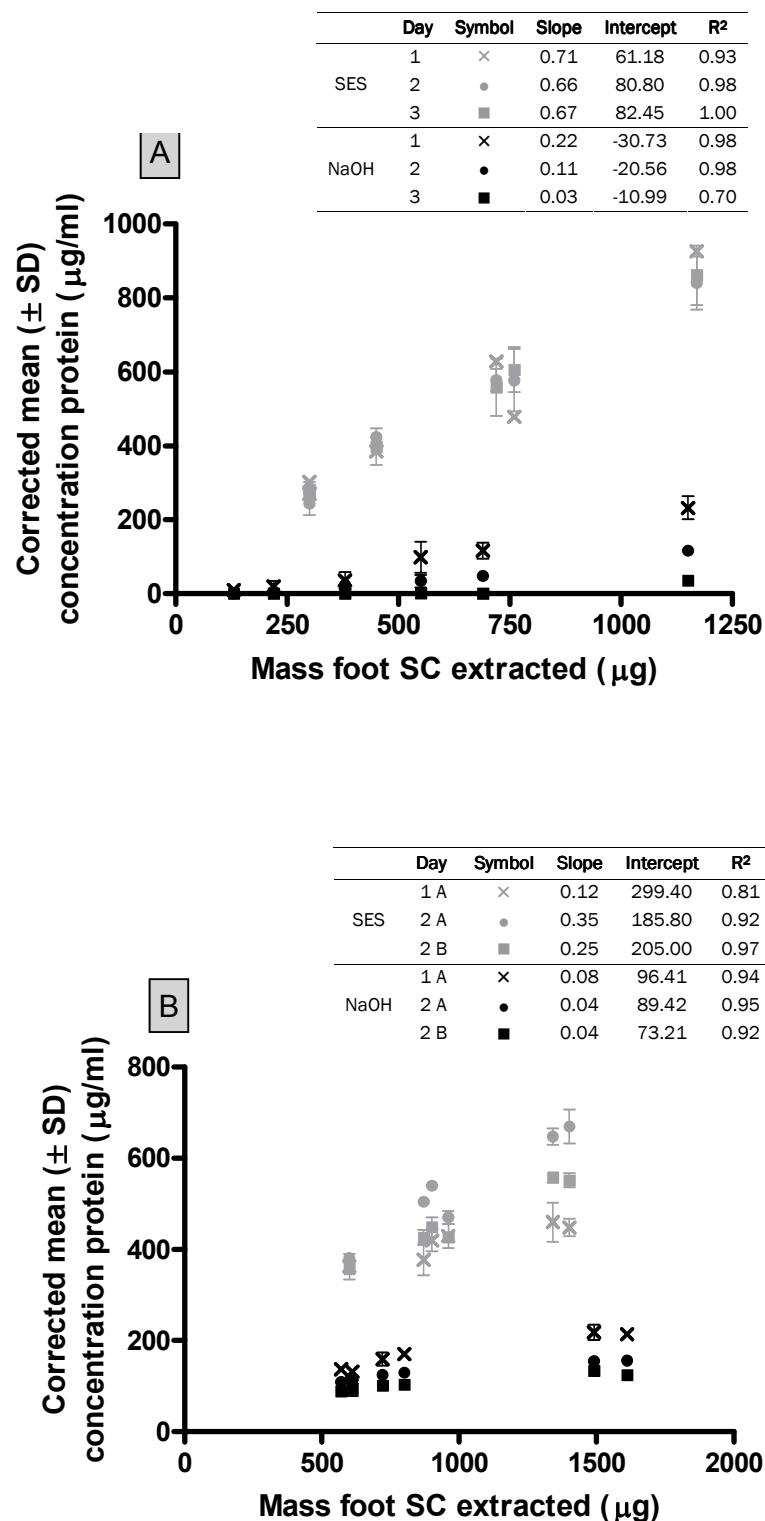 Day Symbol Slope Intercept R²
1 × 0.71 61.18 0.93
SES 2 ● 0.66 80.80 0.98
3 ■ 0.67 82.45 1.00
1 × 0.22 -30.73 0.98
NaOH 2 ● 0.11 -20.56 0.98
3 ■ 0.03 -10.99 0.70
A
Corrected mean (± SD)
concentration protein (µg/ml)
1000
800
600
400
200
0
0 250 500 750 1000 1250
Mass foot SC extracted (µg)
Day Symbol Slope Intercept R²
1 A × 0.12 299.40 0.81
SES 2 A ● 0.35 185.80 0.92
2 B ■ 0.25 205.00 0.97
1 A × 0.08 96.41 0.94
NaOH 2 A ● 0.04 89.42 0.95
2 B ■ 0.04 73.21 0.92
B
Corrected mean (± SD)
concentration protein (µg/ml)
800
600
400
200
0
0 500 1000 1500 2000
Mass foot SC extracted (µg)